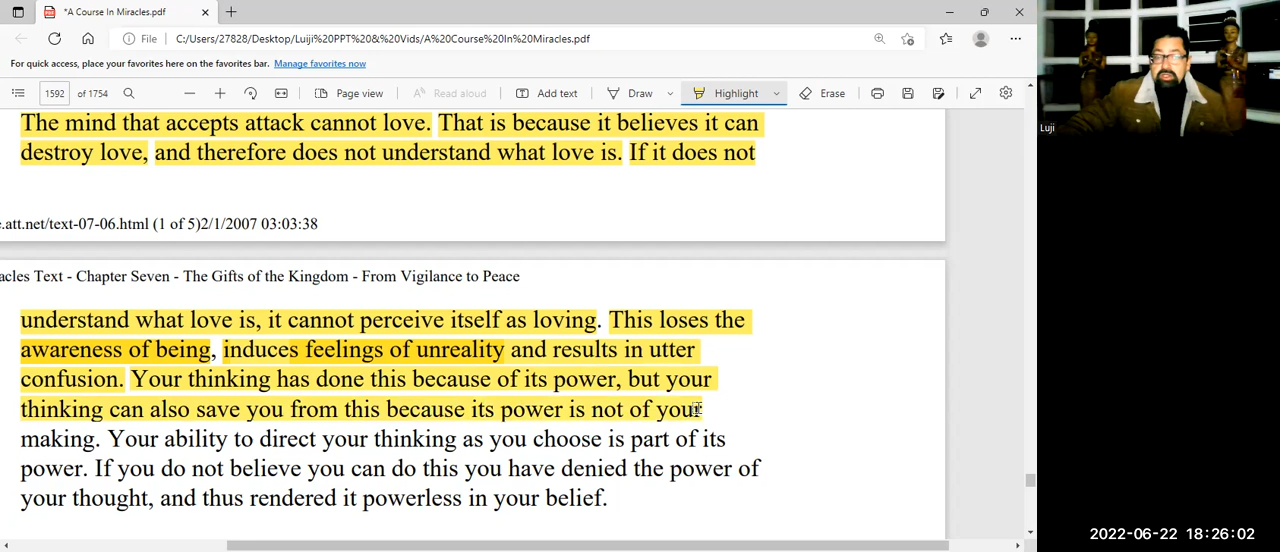 *A Course In Miracles.pdf
File C:/Users/27828/Desktop/Luiji%20PPT%20&%20Vids/A%20Course%20In%20Miracles.pdf
For quick access, place your favorites here on the favorites bar. Manage favorites now
1592 of 1754 Page view Read aloud Add text Draw Highlight Erase
Luji
The mind that accepts attack cannot love. That is because it believes it can
destroy love, and therefore does not understand what love is. If it does not
e.att.net/text-07-06.html (1 of 5)2/1/2007 03:03:38
acles Text - Chapter Seven - The Gifts of the Kingdom - From Vigilance to Peace
understand what love is, it cannot perceive itself as loving. This loses the
awareness of being, induces feelings of unreality and results in utter
confusion. Your thinking has done this because of its power, but your
thinking can also save you from this because its power is not of your
making. Your ability to direct your thinking as you choose is part of its
power. If you do not believe you can do this you have denied the power of
your thought, and thus rendered it powerless in your belief.
2022-06-22 18:26:02